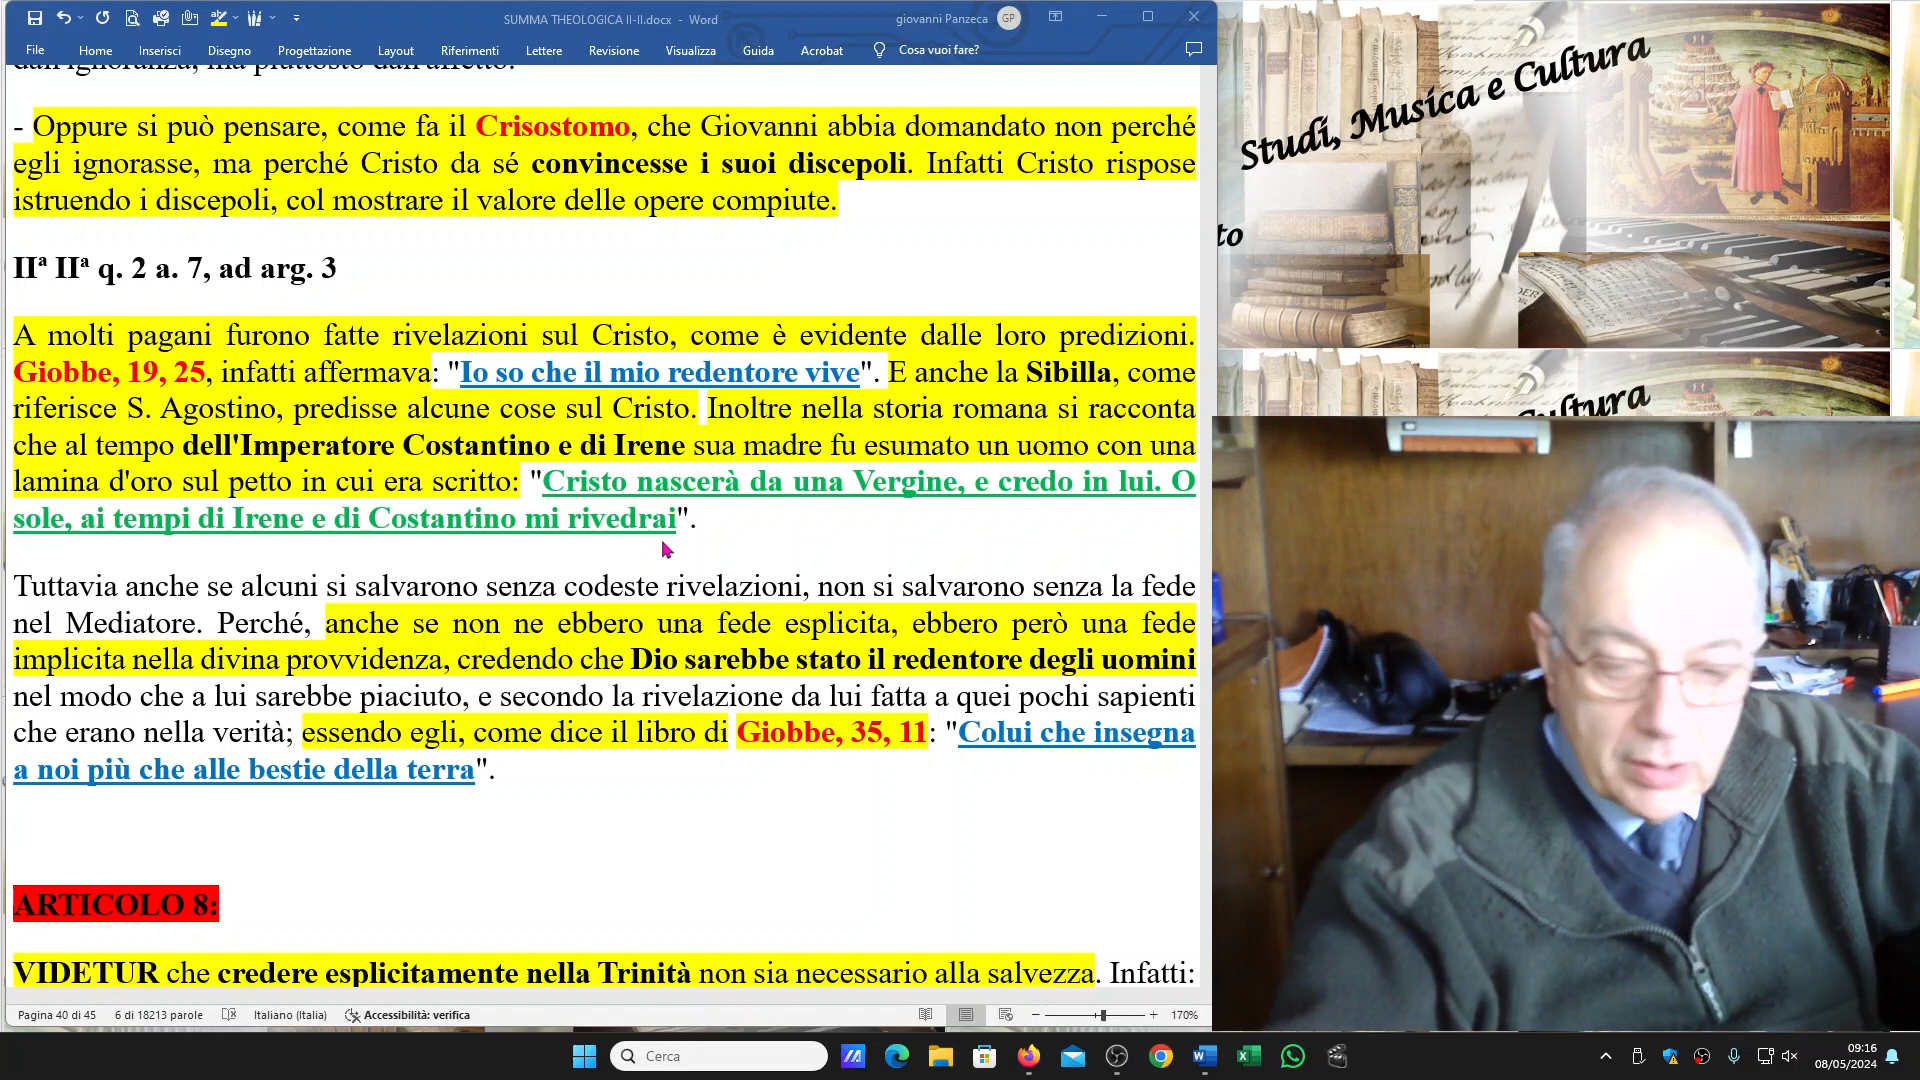 SUMMA THEOLOGICA II-II.docx - Word
giovanni Panzeca GP
File Home Inserisci Disegno Progettazione Layout Riferimenti Lettere Revisione Visualizza Guida Acrobat Cosa vuoi fare?
dall'ignoranza, ma piuttosto dall'affetto.
- Oppure si può pensare, come fa il Crisostomo, che Giovanni abbia domandato non perché
egli ignorasse, ma perché Cristo da sé convincesse i suoi discepoli. Infatti Cristo rispose
istruendo i discepoli, col mostrare il valore delle opere compiute.
IIª IIª q. 2 a. 7, ad arg. 3
A molti pagani furono fatte rivelazioni sul Cristo, come è evidente dalle loro predizioni.
Giobbe, 19, 25, infatti affermava: "Io so che il mio redentore vive". E anche la Sibilla, come
riferisce S. Agostino, predisse alcune cose sul Cristo. Inoltre nella storia romana si racconta
che al tempo dell'Imperatore Costantino e di Irene sua madre fu esumato un uomo con una
lamina d'oro sul petto in cui era scritto: "Cristo nascerà da una Vergine, e credo in lui. O
sole, ai tempi di Irene e di Costantino mi rivedrai".
Tuttavia anche se alcuni si salvarono senza codeste rivelazioni, non si salvarono senza la fede
nel Mediatore. Perché, anche se non ne ebbero una fede esplicita, ebbero però una fede
implicita nella divina provvidenza, credendo che Dio sarebbe stato il redentore degli uomini
nel modo che a lui sarebbe piaciuto, e secondo la rivelazione da lui fatta a quei pochi sapienti
che erano nella verità; essendo egli, come dice il libro di Giobbe, 35, 11: "Colui che insegna
a noi più che alle bestie della terra".
ARTICOLO 8:
VIDETUR che credere esplicitamente nella Trinità non sia necessario alla salvezza. Infatti:
Pagina 40 di 45 6 di 18213 parole Italiano (Italia) Accessibilità: verifica 170%
Studi, Musica e Cultura
to
Cultura
Cerca
09:16
08/05/2024